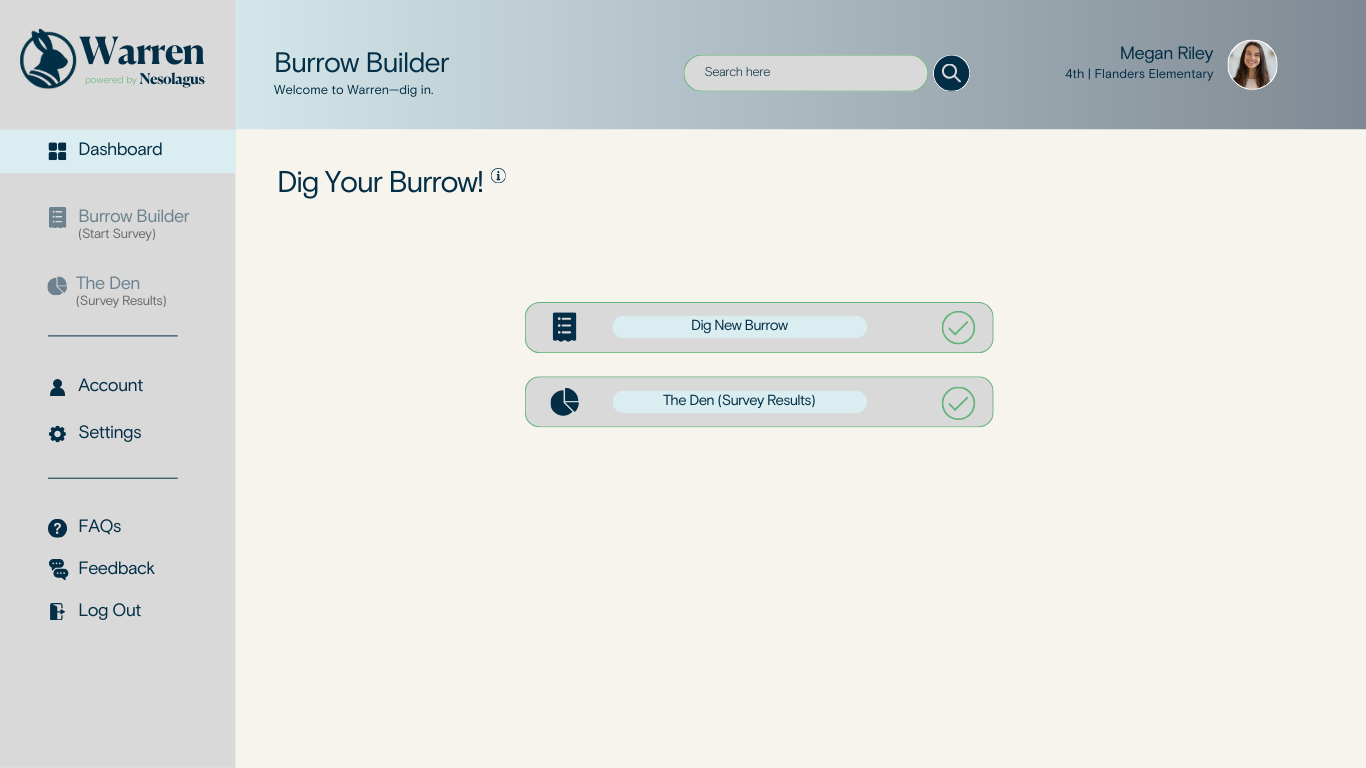 Warren
powered by Nesolagus
Burrow Builder
Welcome to Warren—dig in.
Search here
Megan Riley
4th | Flanders Elementary
Dashboard
Burrow Builder
(Start Survey)
The Den
(Survey Results)
Account
Settings
FAQs
Feedback
Log Out
Dig Your Burrow!
Dig New Burrow
The Den (Survey Results)